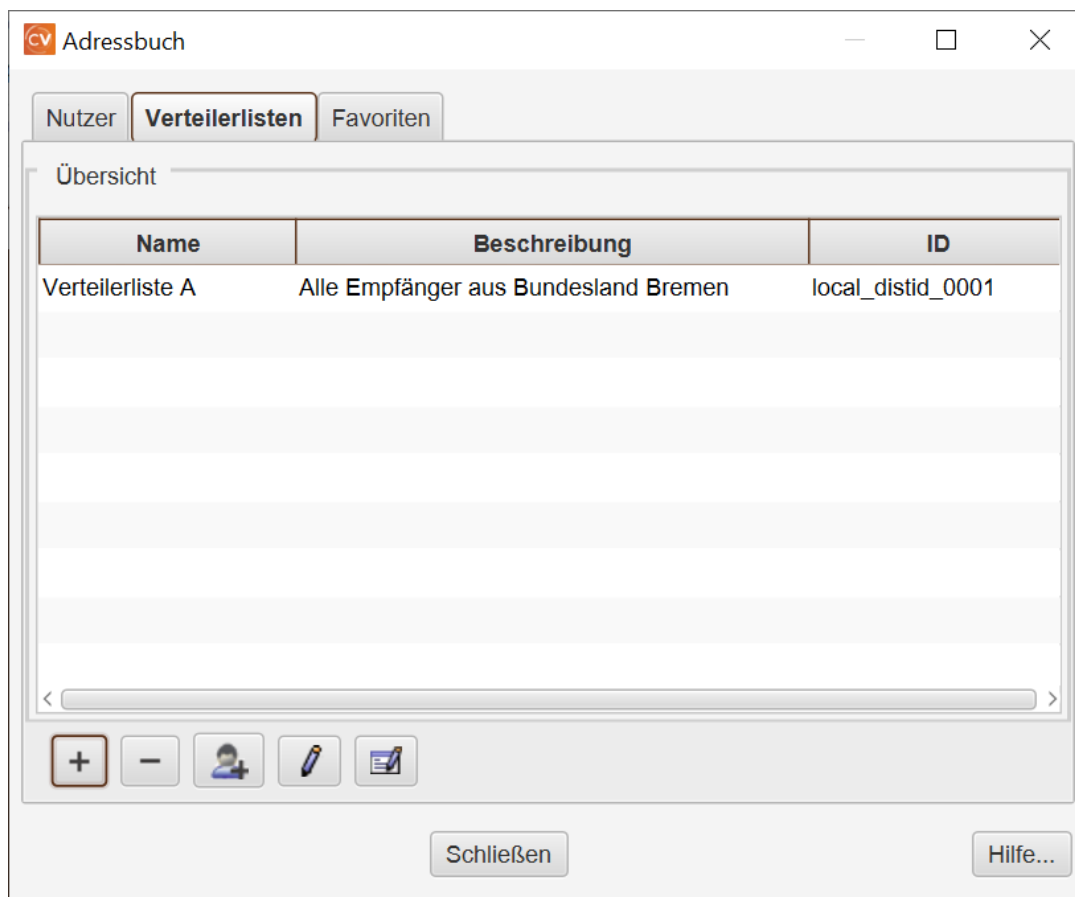 CV Adressbuch
Nutzer Verteilerlisten Favoriten
Übersicht
Name Beschreibung ID
Verteilerliste A Alle Empfänger aus Bundesland Bremen local_distid_0001
Schließen Hilfe...